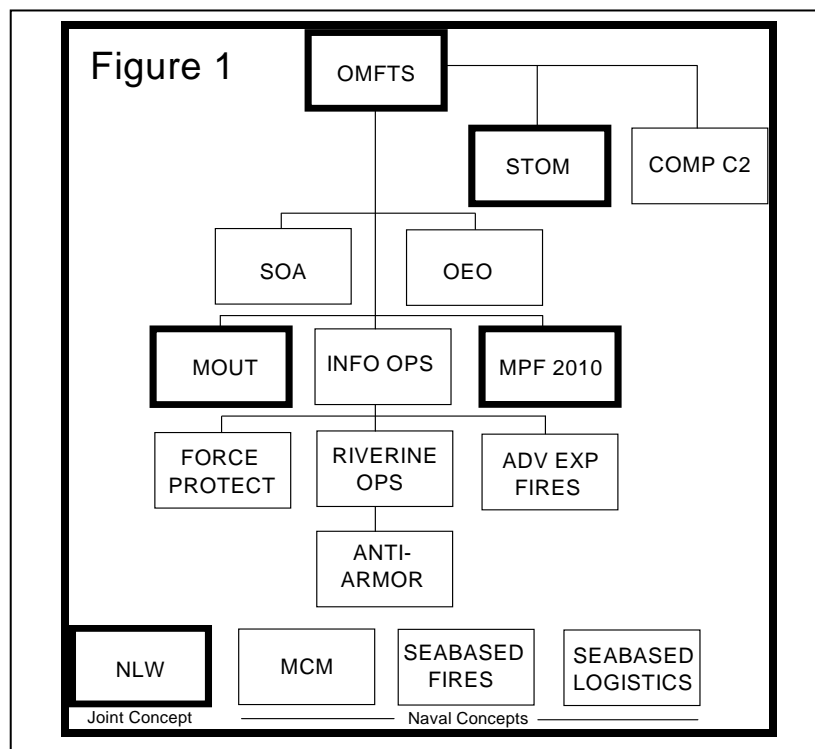 Figure 1
OMFTS
STOM
COMP C2
SOA
OEO
MOUT
INFO OPS
MPF 2010
FORCE
PROTECT
RIVERINE
OPS
ADV EXP
FIRES
ANTI-
ARMOR
NLW
MCM
SEABASED
FIRES
SEABASED
LOGISTICS
Joint Concept
Naval Concepts